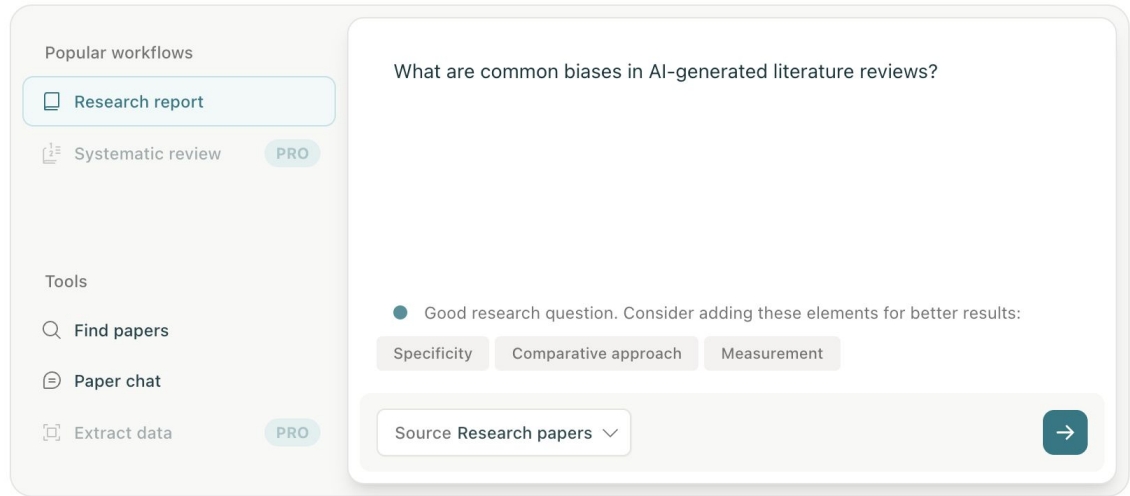 Popular workflows
Research report
Systematic review PRO
Tools
Find papers
Paper chat
Extract data PRO
What are common biases in AI-generated literature reviews?
Good research question. Consider adding these elements for better results:
Specificity Comparative approach Measurement
Source Research papers